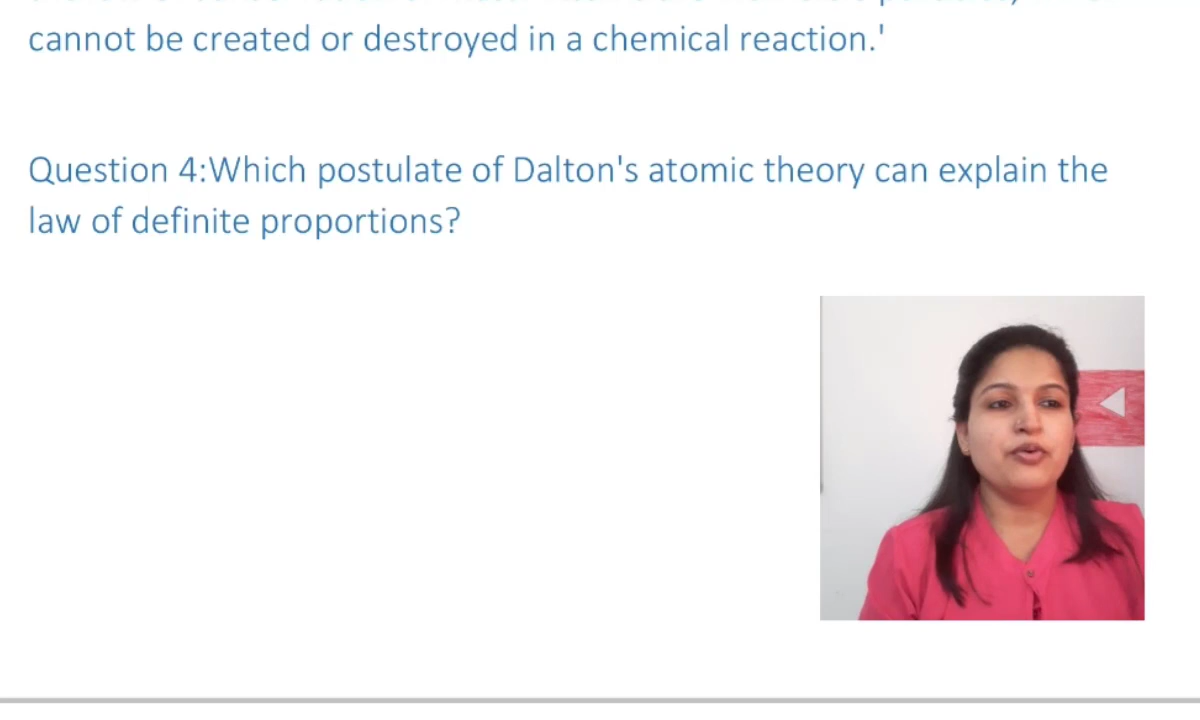 cannot be created or destroyed in a chemical reaction.'
Question 4:Which postulate of Dalton's atomic theory can explain the
law of definite proportions?